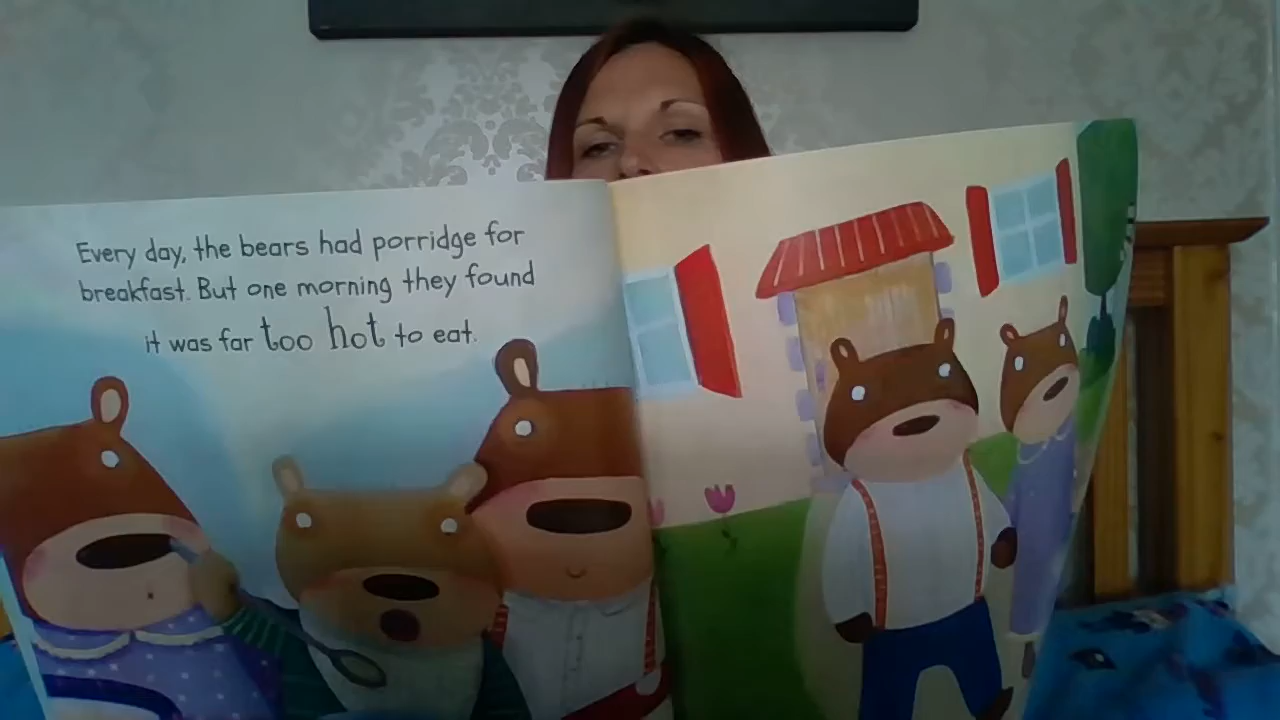 Every day, the bears had porridge for
breakfast. But one morning they found
it was far too hot to eat.